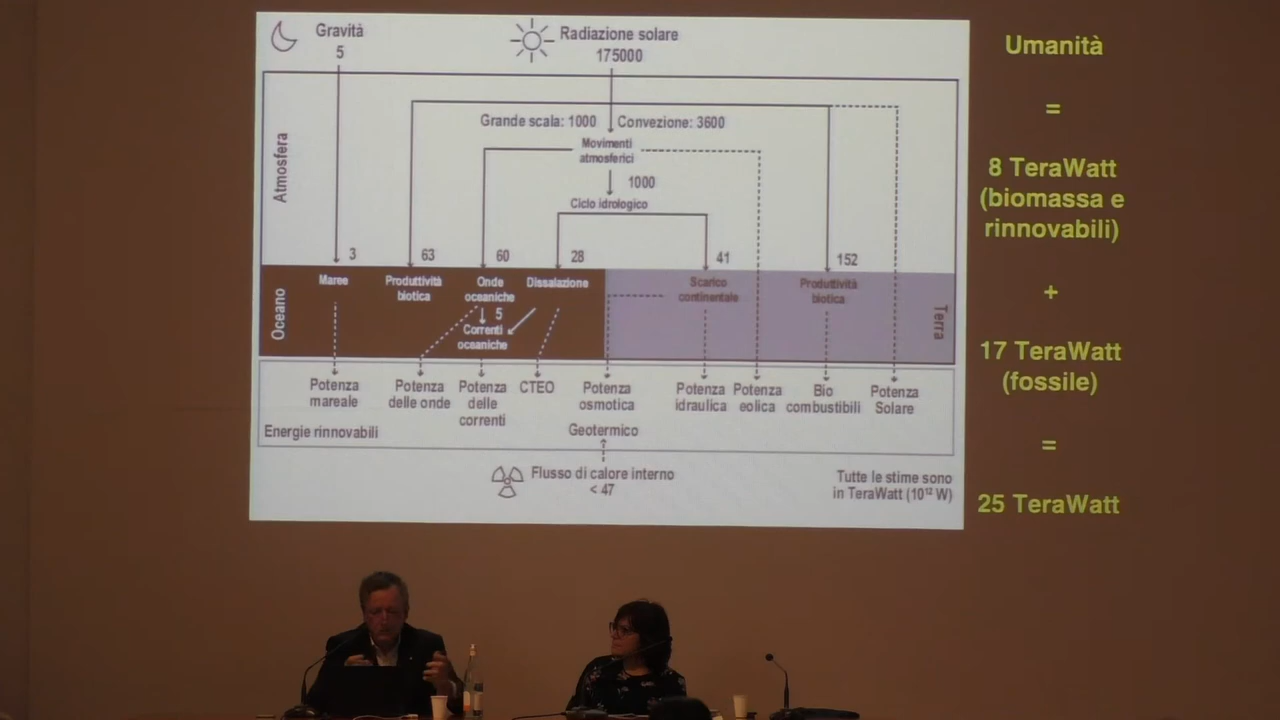 Gravità
5
Radiazione solare
175000
Atmosfera
Grande scala: 1000
Convezione: 3600
Movimenti
atmosferici
1000
Ciclo idrologico
3
63
60
28
41
152
Oceano
Maree
Produttività
biotica
Onde
oceaniche
5
Correnti
oceaniche
Dissalazione
Scarico
continentale
Produttività
biotica
Terra
Potenza
mareale
Potenza
delle onde
Potenza
delle
correnti
CTEO
Potenza
osmotica
Potenza
idraulica
Potenza
eolica
Bio
combustibili
Potenza
Solare
Energie rinnovabili
Geotermico
Flusso di calore interno
< 47
Tutte le stime sono
in TeraWatt (10¹² W)
Umanità
=
8 TeraWatt
(biomassa e
rinnovabili)
+
17 TeraWatt
(fossile)
=
25 TeraWatt